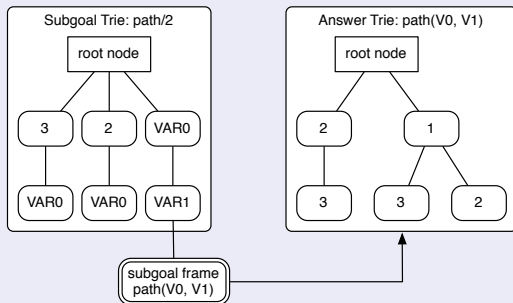 Subgoal Trie: path/2
root node
3
2
VAR0
VAR0
VAR0
VAR1
subgoal frame
path(V0, V1)
Answer Trie: path(V0, V1)
root node
2
1
3
3
2